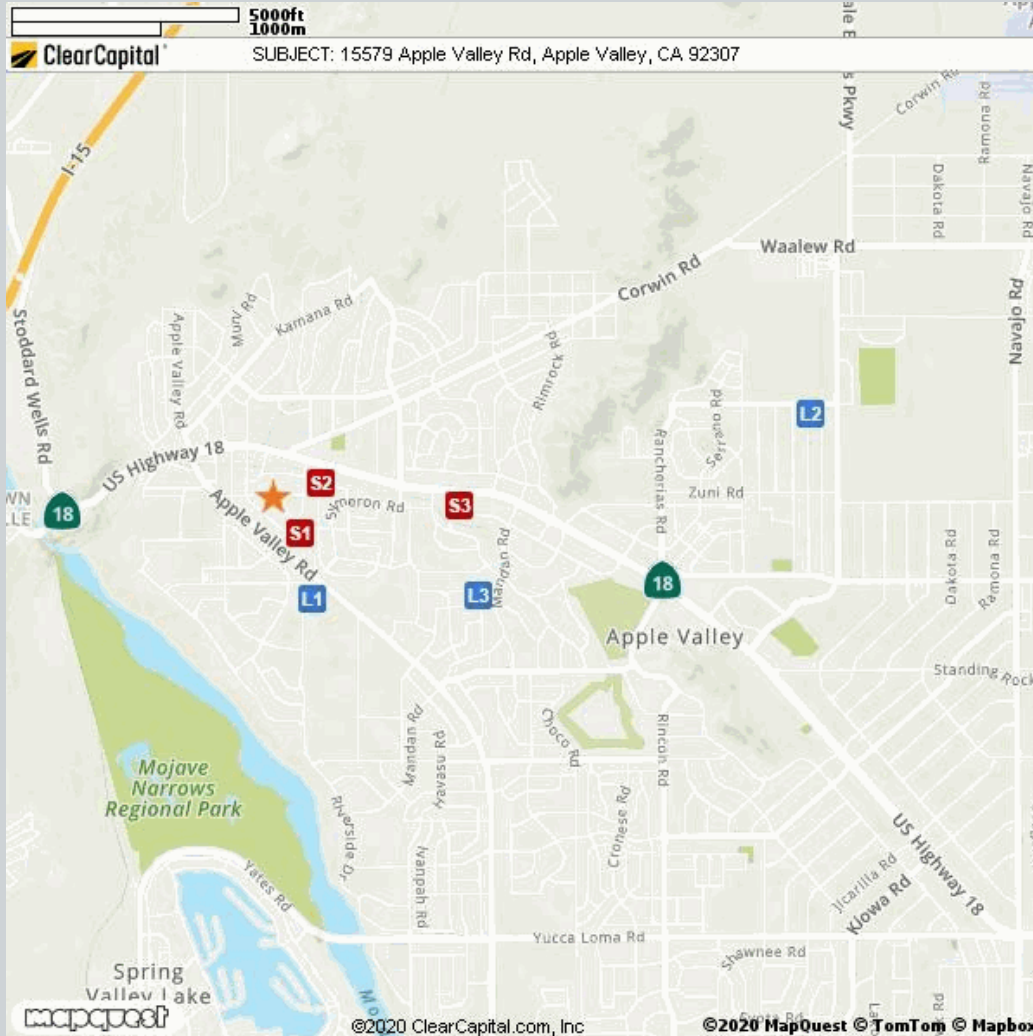 5000ft
1000m
ClearCapital
SUBJECT: 15579 Apple Valley Rd, Apple Valley, CA 92307
s Pkwy
Corwin Rd
Ramona Rd
I-15
Dakota Rd
Navajo Rd
Waalew Rd
Corwin Rd
Navajo Rd
Kamana Rd
Stoddard Wells Rd
Apple Valley Rd
Rimrock Rd
L2
Serrano Rd
Rancherias Rd
US Highway 18
S2
Zuni Rd
S3
18
Apple Valley Rd
S1
Mandan Rd
Dakota Rd
Ramona Rd
18
L1
L3
Apple Valley
Standing Rock
Mandan Rd
Choco Rd
Rincon Rd
Havasu Rd
Mojave
Narrows
Regional Park
Riverside Dr
Cronese Rd
US Highway 18
Ivanpah Rd
Jicarilla Rd
Yates Rd
Kiowa Rd
Yucca Loma Rd
Shawnee Rd
Spring
Valley Lake
mapquest
©2020 ClearCapital.com, Inc
©2020 MapQuest © TomTom © Mapbo